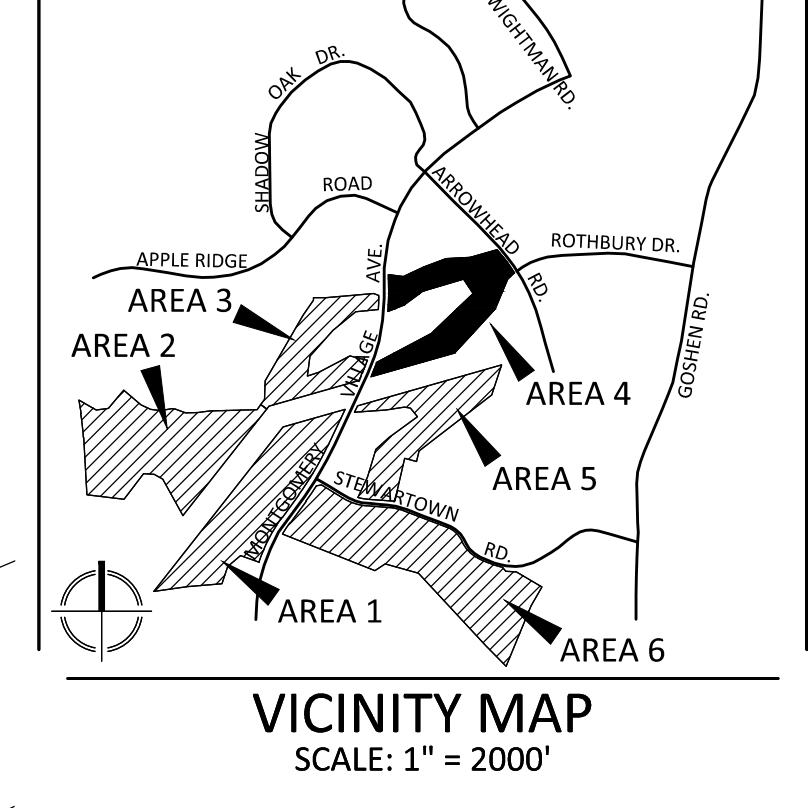 WIGHTMAN RD.
SHADOW OAK DR.
APPLE RIDGE ROAD
ARROWHEAD RD.
ROTHBURY DR.
GOSHEN RD.
MONTGOMERY VILLAGE AVE.
AREA 3
AREA 2
AREA 4
AREA 5
STEWARTOWN RD.
AREA 1
AREA 6
VICINITY MAP
SCALE: 1" = 2000'